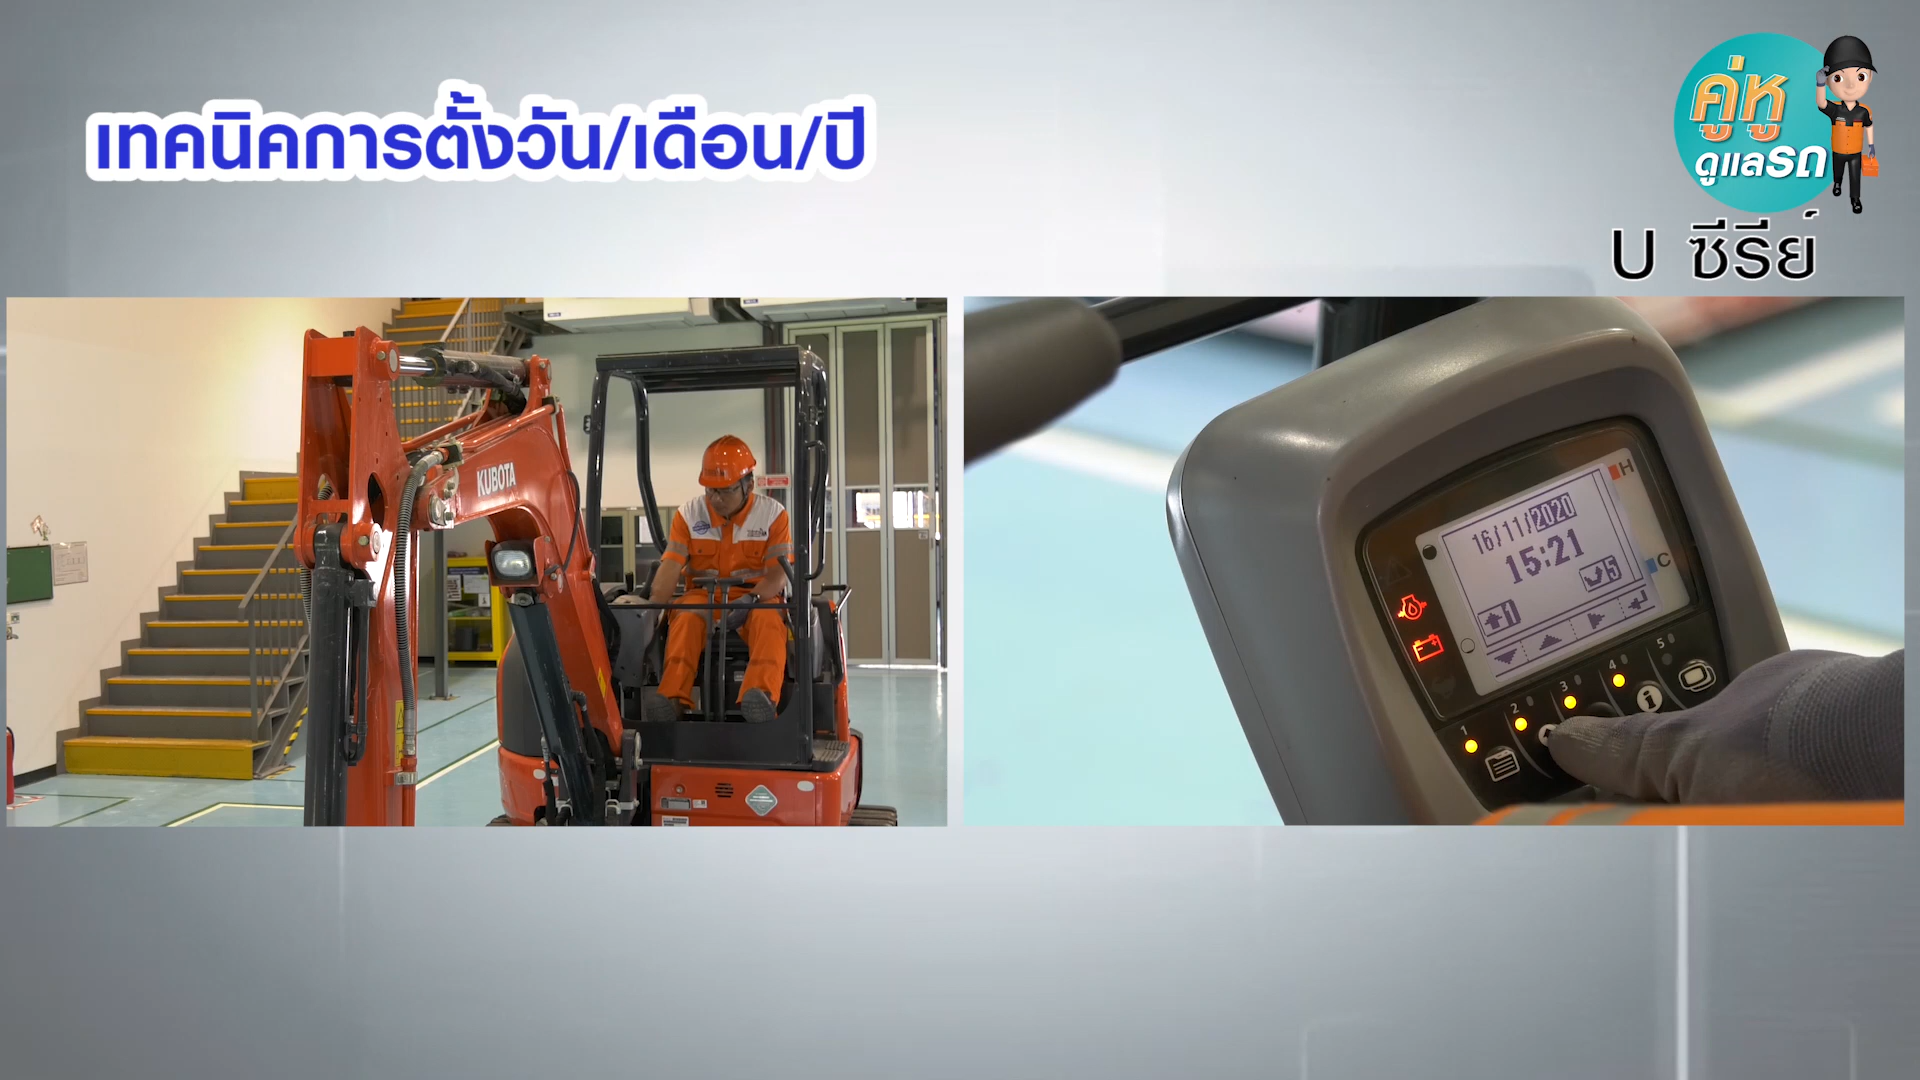 เทคนิคการตั้งวัน/เดือน/ปี
คู่หู
ดูแลรถ
U ซีรีย์
KUBOTA
H
16/11/2020
15:21
5
C
1
1 2 3 4 5